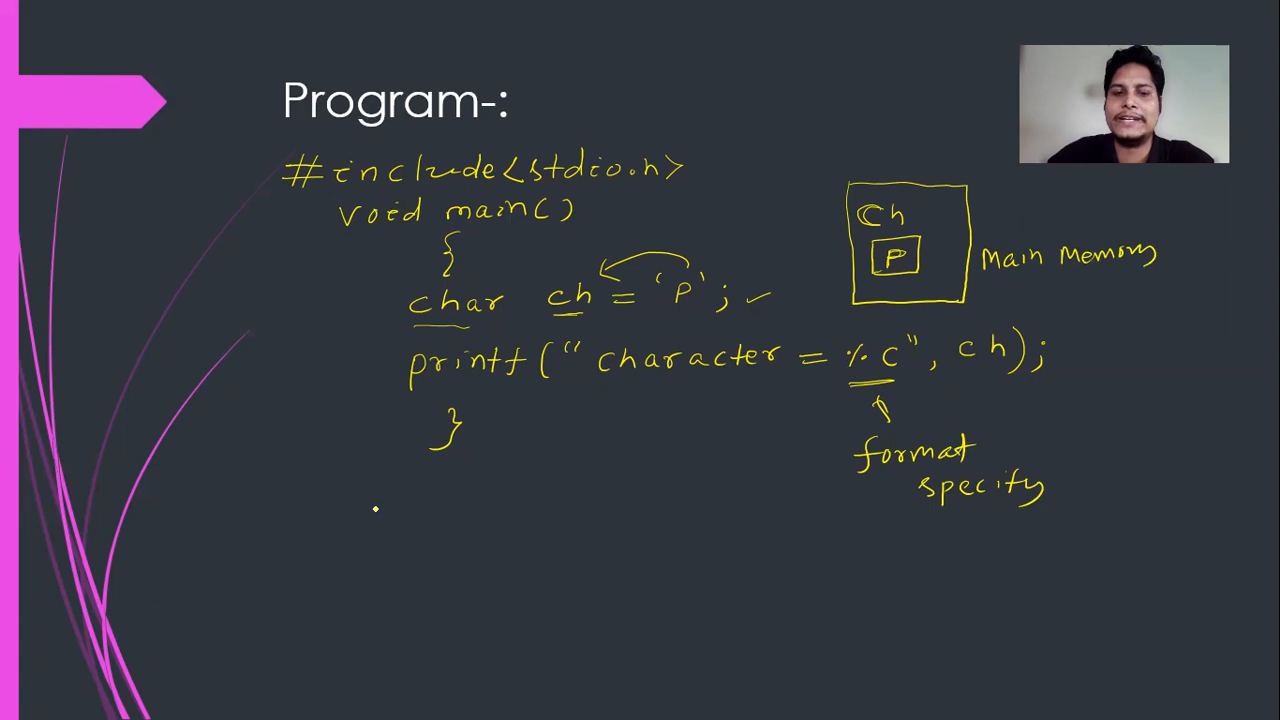 Program-:
#include<stdio.h>
void main()
{
char ch = 'P';
printf("character = %c", ch);
}
Ch
P
Main Memory
format
specify